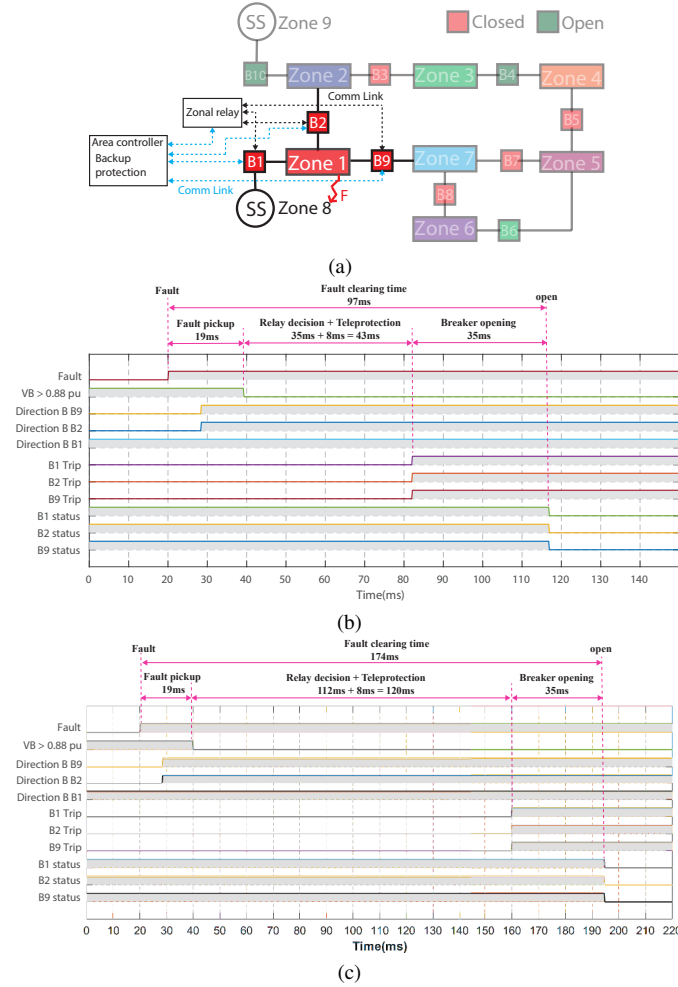 SS Zone 9
Closed
Open
B10
Zone 2
B3
Zone 3
B4
Zone 4
Comm Link
Zonal relay
B2
B5
Area controller
Backup
protection
B1
Zone 1
B9
Zone 7
B7
Zone 5
Comm Link
F
B8
SS Zone 8
Zone 6
B6
(a)
Fault
Fault clearing time
97ms
open
Fault pickup
19ms
Relay decision + Teleprotection
35ms + 8ms = 43ms
Breaker opening
35ms
Fault
VB > 0.88 pu
Direction B B9
Direction B B2
Direction B B1
B1 Trip
B2 Trip
B9 Trip
B1 status
B2 status
B9 status
0 10 20 30 40 50 60 70 80 90 100 110 120 130 140
Time(ms)
(b)
Fault
Fault clearing time
174ms
open
Fault pickup
19ms
Relay decision + Teleprotection
112ms + 8ms = 120ms
Breaker opening
35ms
Fault
VB > 0.88 pu
Direction B B9
Direction B B2
Direction B B1
B1 Trip
B2 Trip
B9 Trip
B1 status
B2 status
B9 status
0 10 20 30 40 50 60 70 80 90 100 110 120 130 140 150 160 170 180 190 200 210 220
Time(ms)
(c)